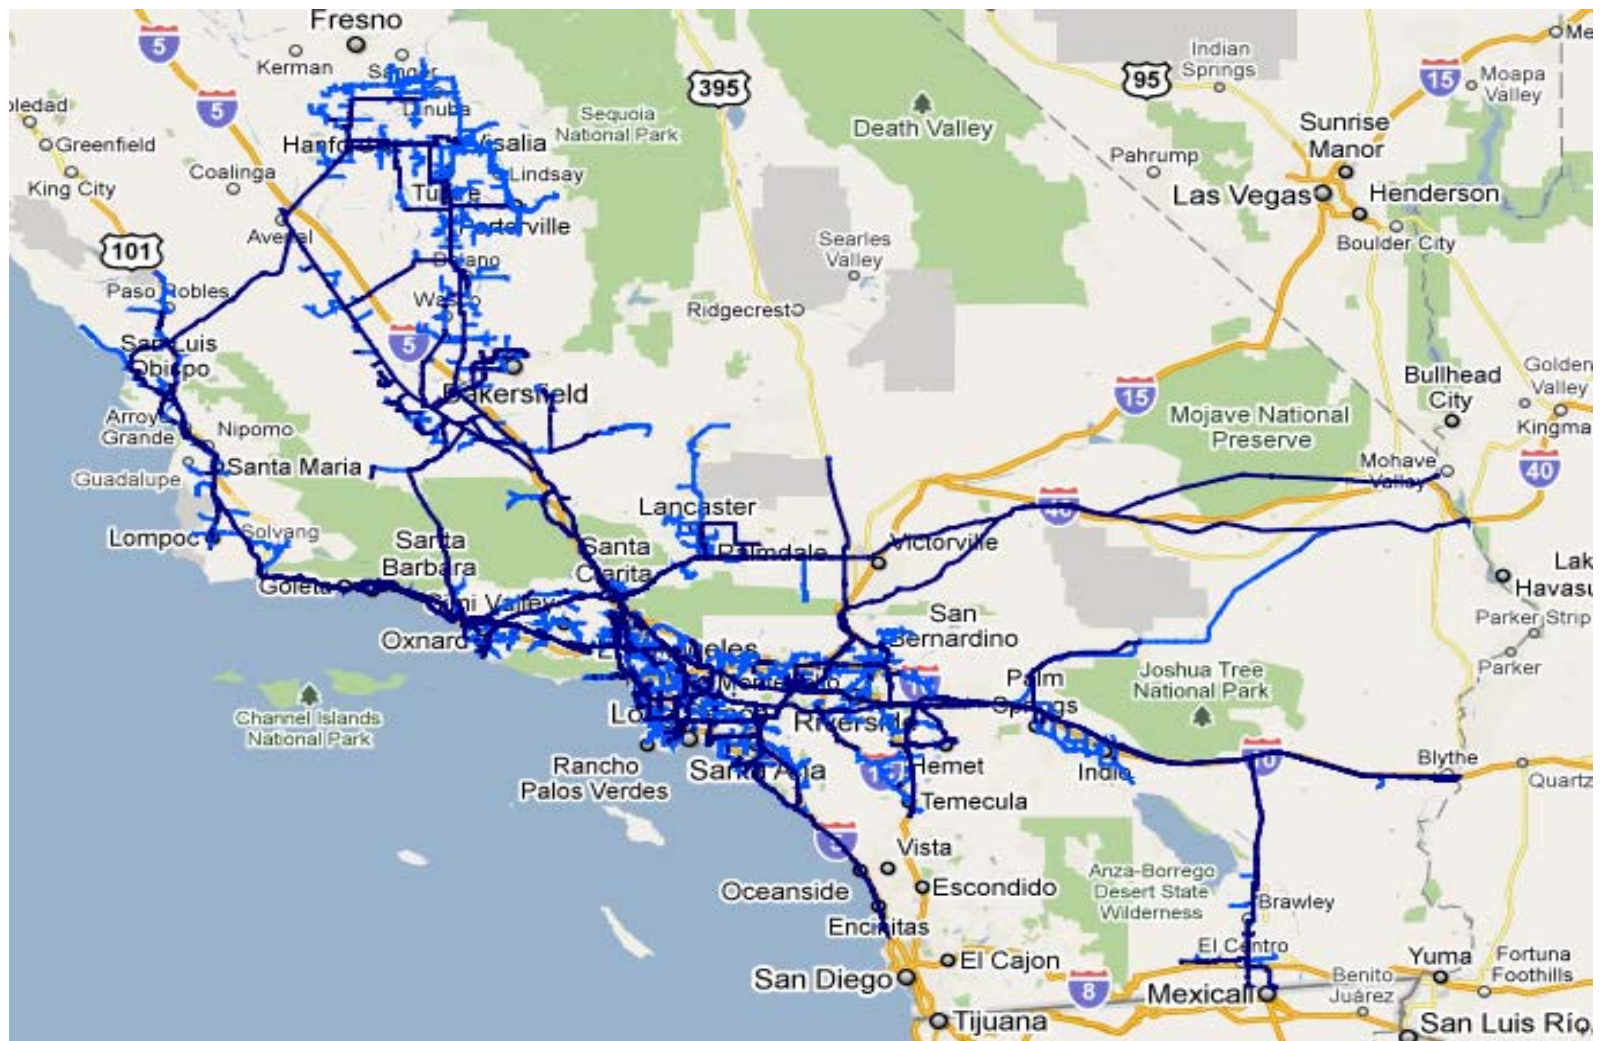 Fresno
5
Kerman
Sanger
395
95
Indian
Springs
15
Moapa
Valley
5
Dinuba
Sequoia
National Park
Death Valley
Sunrise
Manor
Greenfield
Hanford
Visalia
Pahrump
King City
Coalinga
Lindsay
Tulare
Las Vegas
Henderson
Porterville
Avenal
101
Boulder City
Searles
Valley
Delano
Paso Robles
Wasco
Ridgecrest
San Luis
Obispo
5
Golden
Valley
Bullhead
City
Bakersfield
15
Mojave National
Preserve
Arroyo
Grande
Nipomo
Kingma
Mohave
Valley
40
Santa Maria
Guadalupe
Lancaster
40
Lompoc
Solvang
Santa
Barbara
Santa
Clarita
Palmdale
Victorville
Lak
Havasu
Goleta
Simi Valley
San
Bernardino
Parker Strip
Oxnard
Los Angeles
Parker
Montebello
10
Palm
Springs
Joshua Tree
National Park
Channel Islands
National Park
Riverside
Rancho
Palos Verdes
Santa Ana
15
Hemet
Indio
10
Blythe
Quartz
Temecula
5
Vista
Oceanside
Escondido
Anza-Borrego
Desert State
Wilderness
Brawley
Encinitas
El Centro
El Cajon
San Diego
8
Mexicali
Benito
Juárez
Yuma
Fortuna
Foothills
Tijuana
San Luis Río